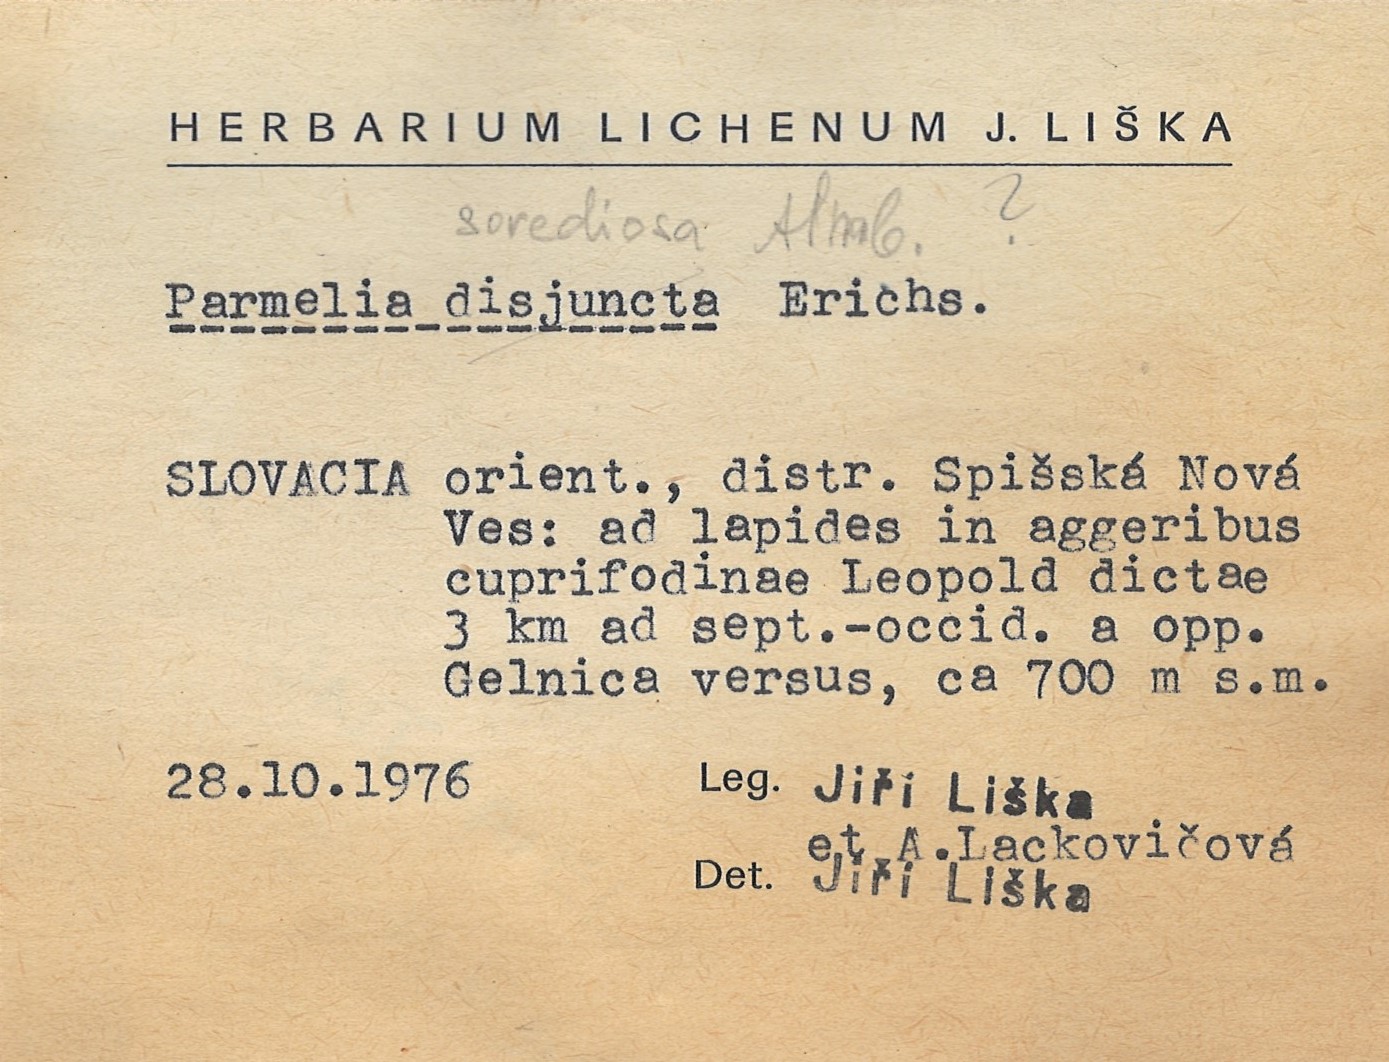 HERBARIUM LICHENUM J. LIŠKA
sorediosa Almb. ?
Parmelia disjuncta Erichs.
SLOVACIA orient., distr. Spišská Nová
Ves: ad lapides in aggeribus
cuprifodinae Leopold dictae
3 km ad sept.-occid. a opp.
Gelnica versus, ca 700 m s.m.
28.10.1976 Leg. Jiří Liška
et A.Lackovičová
Det. Jiří Liška